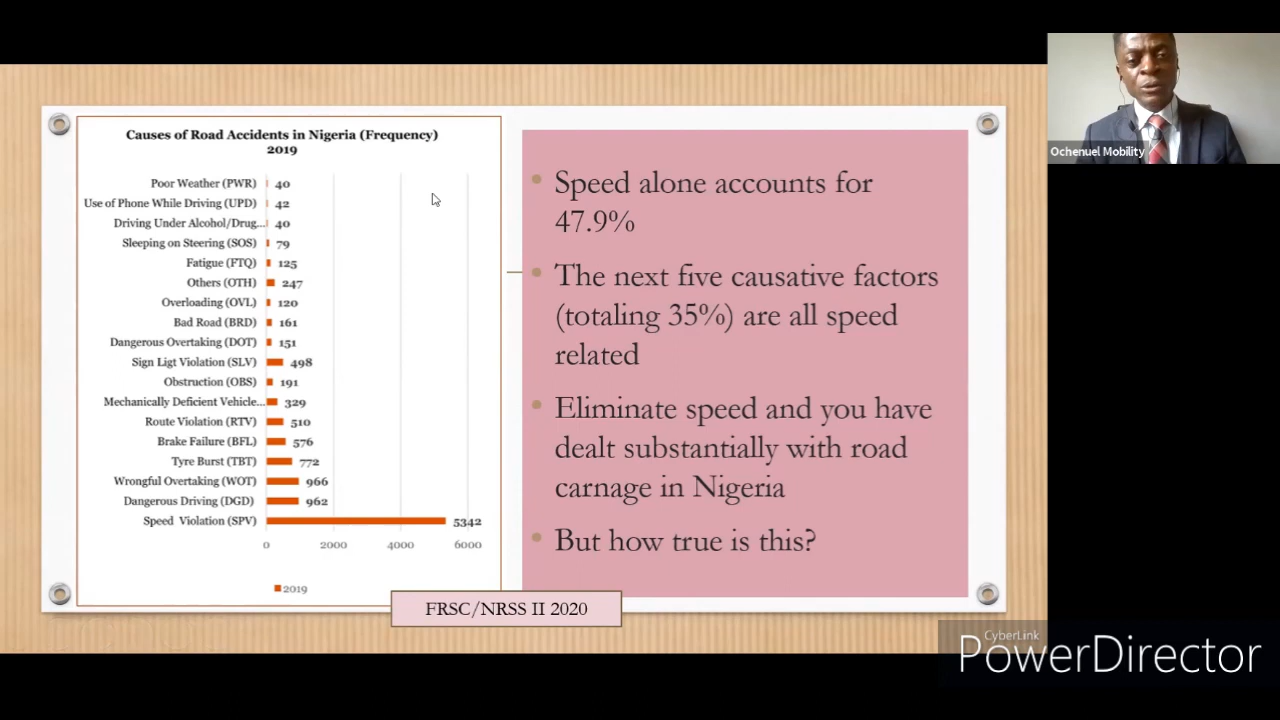 Causes of Road Accidents in Nigeria (Frequency)
2019
Poor Weather (PWR) 40
Use of Phone While Driving (UPD) 42
Driving Under Alcohol/Drug... 40
Sleeping on Steering (SOS) 79
Fatigue (FTQ) 125
Others (OTH) 247
Overloading (OVL) 120
Bad Road (BRD) 161
Dangerous Overtaking (DOT) 151
Sign Ligt Violation (SLV) 498
Obstruction (OBS) 191
Mechanically Deficient Vehicle... 329
Route Violation (RTV) 510
Brake Failure (BFL) 576
Tyre Burst (TBT) 772
Wrongful Overtaking (WOT) 966
Dangerous Driving (DGD) 962
Speed Violation (SPV) 5342
0 2000 4000 6000
2019
FRSC/NRSS II 2020
• Speed alone accounts for
47.9%
• The next five causative factors
(totaling 35%) are all speed
related
• Eliminate speed and you have
dealt substantially with road
carnage in Nigeria
• But how true is this?
Ochenuel Mobility
CyberLink
PowerDirector